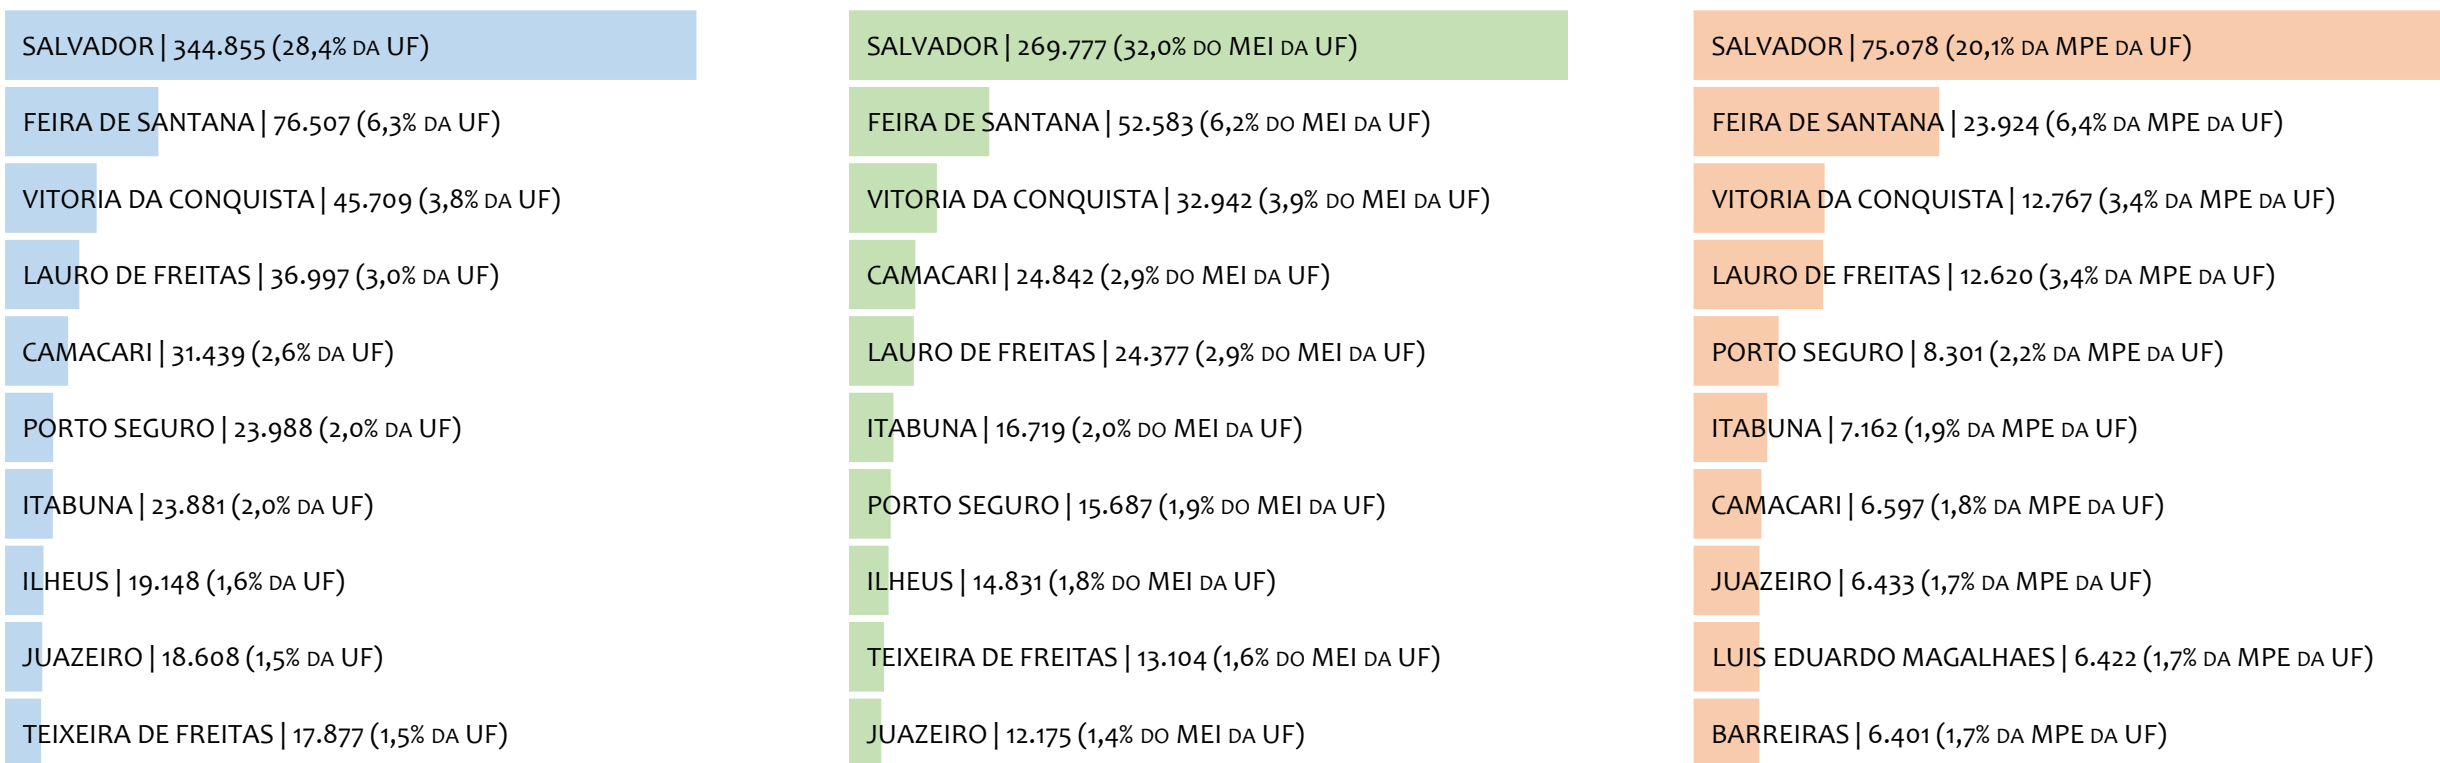 SALVADOR | 344.855 (28,4% DA UF)
FEIRA DE SANTANA | 76.507 (6,3% DA UF)
VITORIA DA CONQUISTA | 45.709 (3,8% DA UF)
LAURO DE FREITAS | 36.997 (3,0% DA UF)
CAMACARI | 31.439 (2,6% DA UF)
PORTO SEGURO | 23.988 (2,0% DA UF)
ITABUNA | 23.881 (2,0% DA UF)
ILHEUS | 19.148 (1,6% DA UF)
JUAZEIRO | 18.608 (1,5% DA UF)
TEIXEIRA DE FREITAS | 17.877 (1,5% DA UF)
SALVADOR | 269.777 (32,0% DO MEI DA UF)
FEIRA DE SANTANA | 52.583 (6,2% DO MEI DA UF)
VITORIA DA CONQUISTA | 32.942 (3,9% DO MEI DA UF)
CAMACARI | 24.842 (2,9% DO MEI DA UF)
LAURO DE FREITAS | 24.377 (2,9% DO MEI DA UF)
ITABUNA | 16.719 (2,0% DO MEI DA UF)
PORTO SEGURO | 15.687 (1,9% DO MEI DA UF)
ILHEUS | 14.831 (1,8% DO MEI DA UF)
TEIXEIRA DE FREITAS | 13.104 (1,6% DO MEI DA UF)
JUAZEIRO | 12.175 (1,4% DO MEI DA UF)
SALVADOR | 75.078 (20,1% DA MPE DA UF)
FEIRA DE SANTANA | 23.924 (6,4% DA MPE DA UF)
VITORIA DA CONQUISTA | 12.767 (3,4% DA MPE DA UF)
LAURO DE FREITAS | 12.620 (3,4% DA MPE DA UF)
PORTO SEGURO | 8.301 (2,2% DA MPE DA UF)
ITABUNA | 7.162 (1,9% DA MPE DA UF)
CAMACARI | 6.597 (1,8% DA MPE DA UF)
JUAZEIRO | 6.433 (1,7% DA MPE DA UF)
LUIS EDUARDO MAGALHAES | 6.422 (1,7% DA MPE DA UF)
BARREIRAS | 6.401 (1,7% DA MPE DA UF)